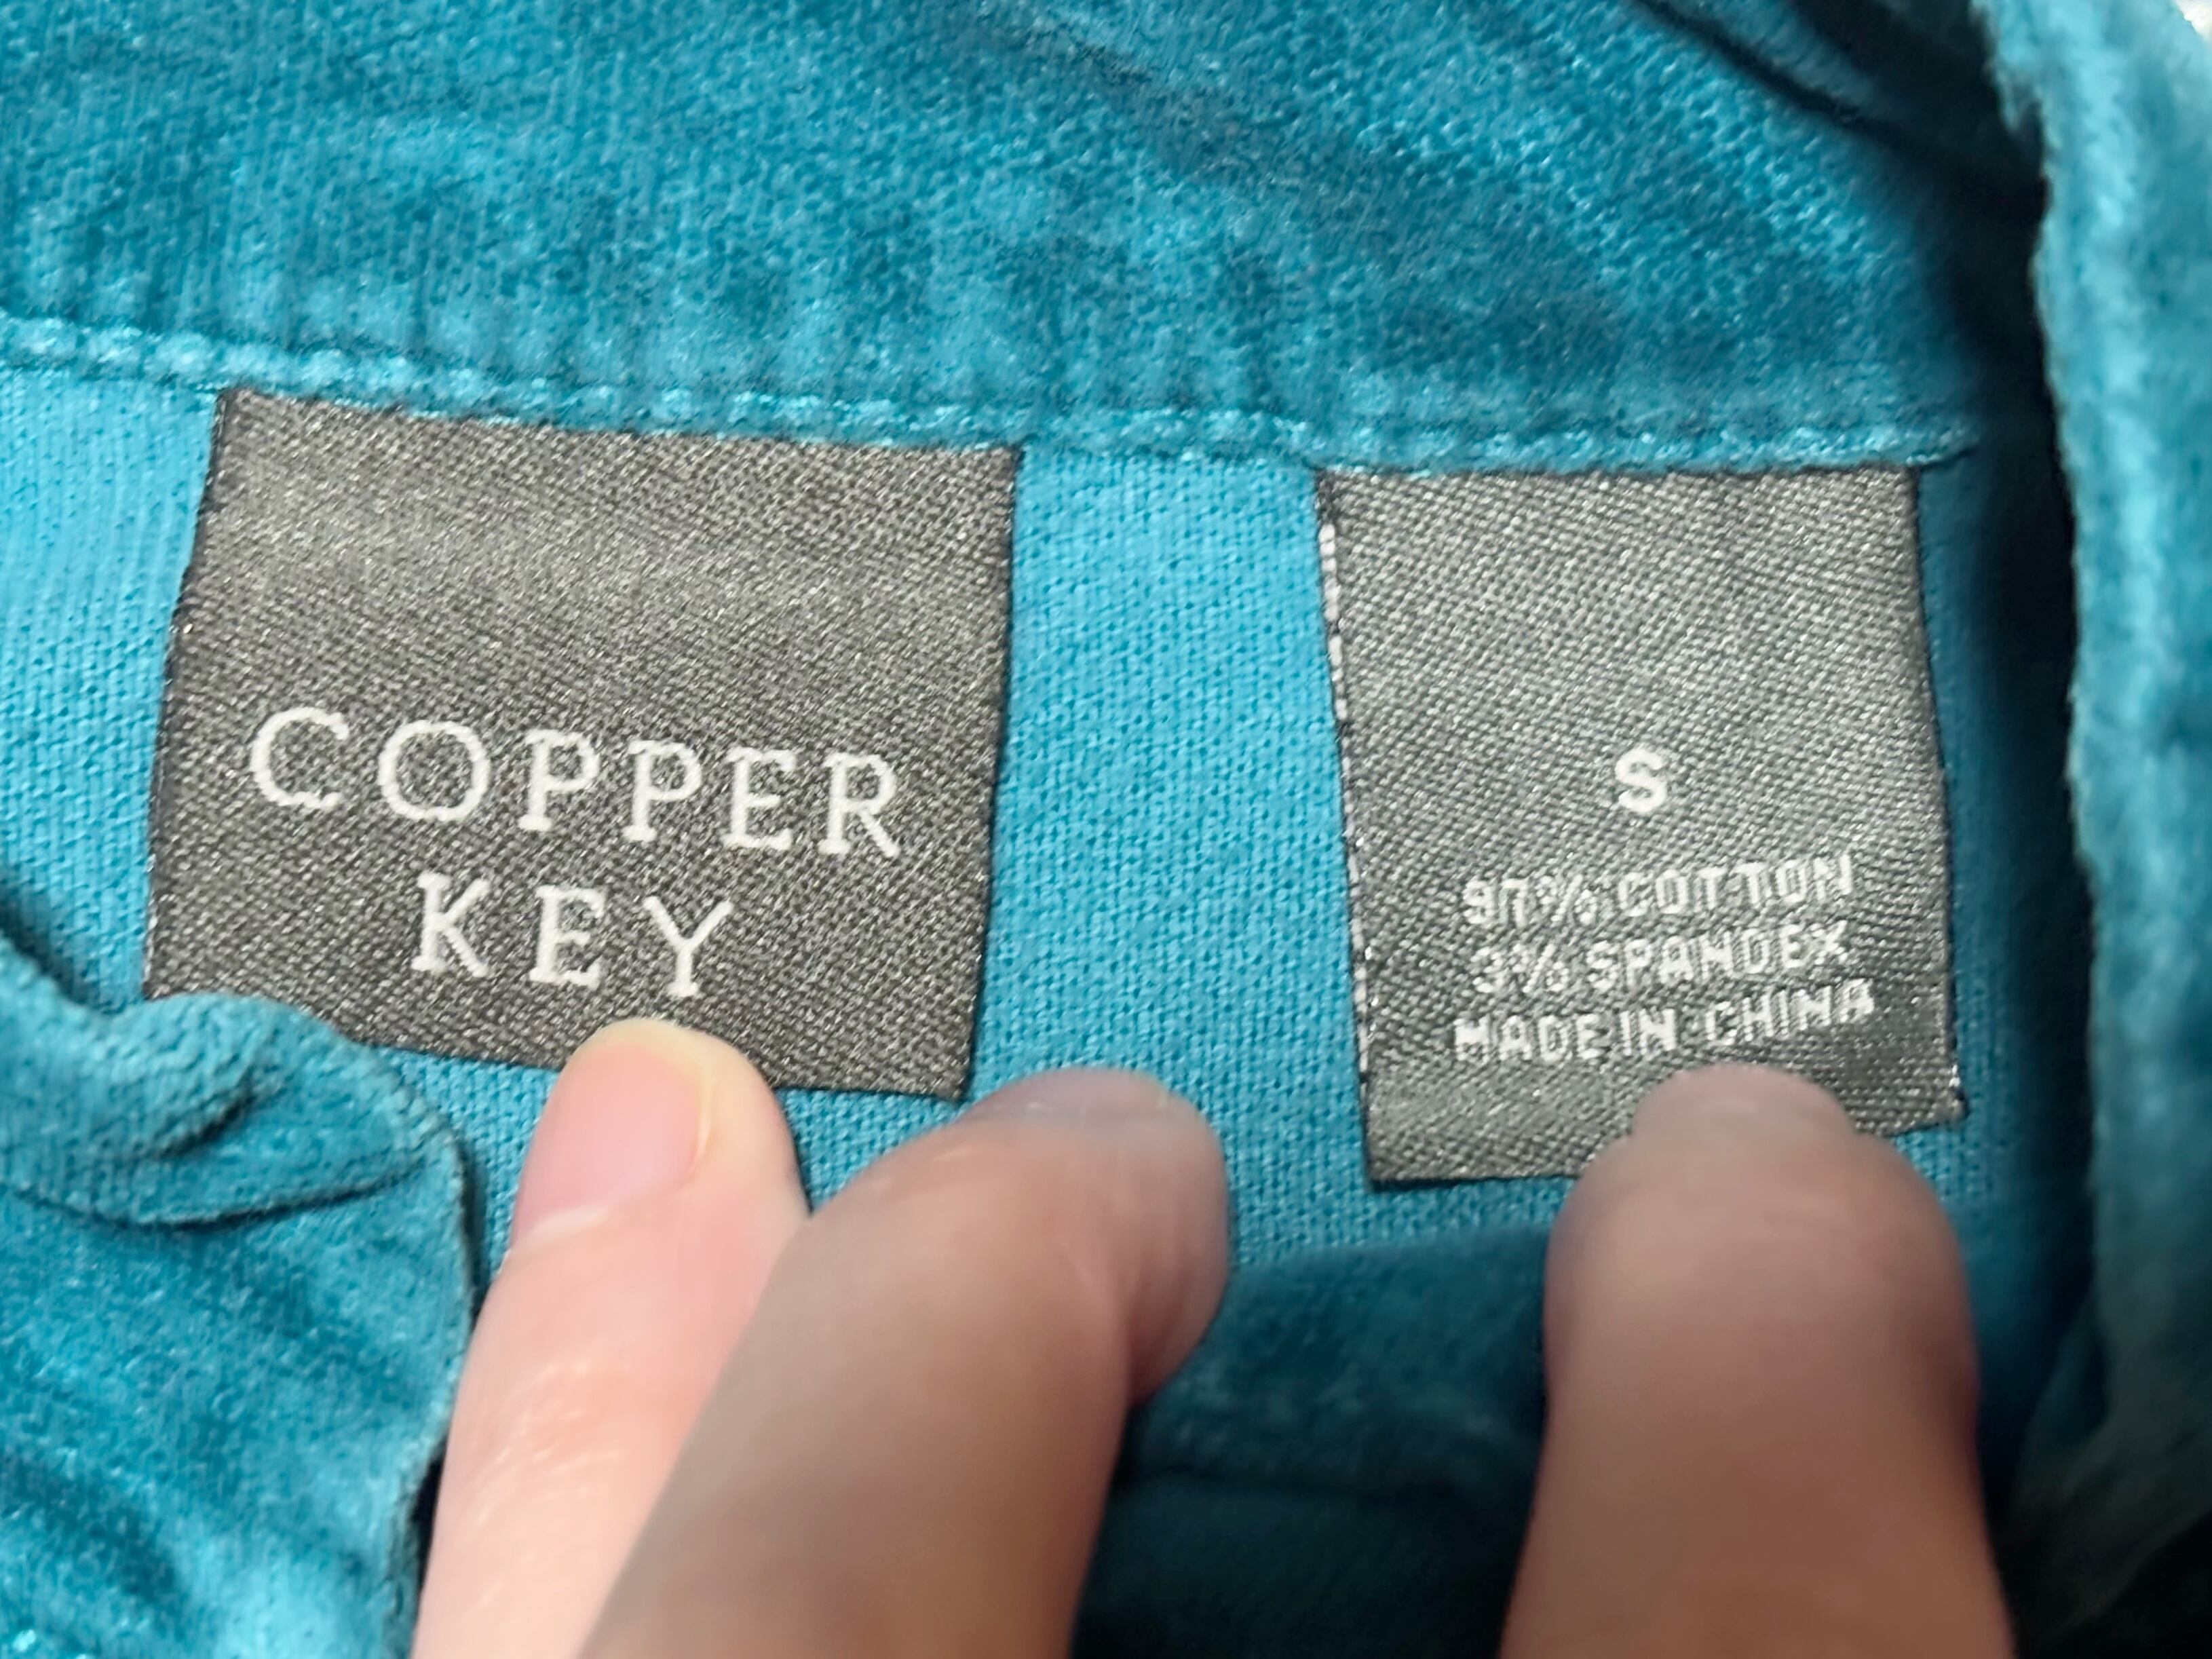 COPPER
KEY
S
97% COTTON
3% SPANDEX
MADE IN CHINA